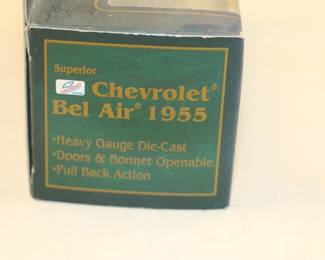 Superior
Chevrolet®
Bel Air® 1955
•Heavy Gauge Die-Cast
•Doors & Bonnet Openable
•Pull Back Action